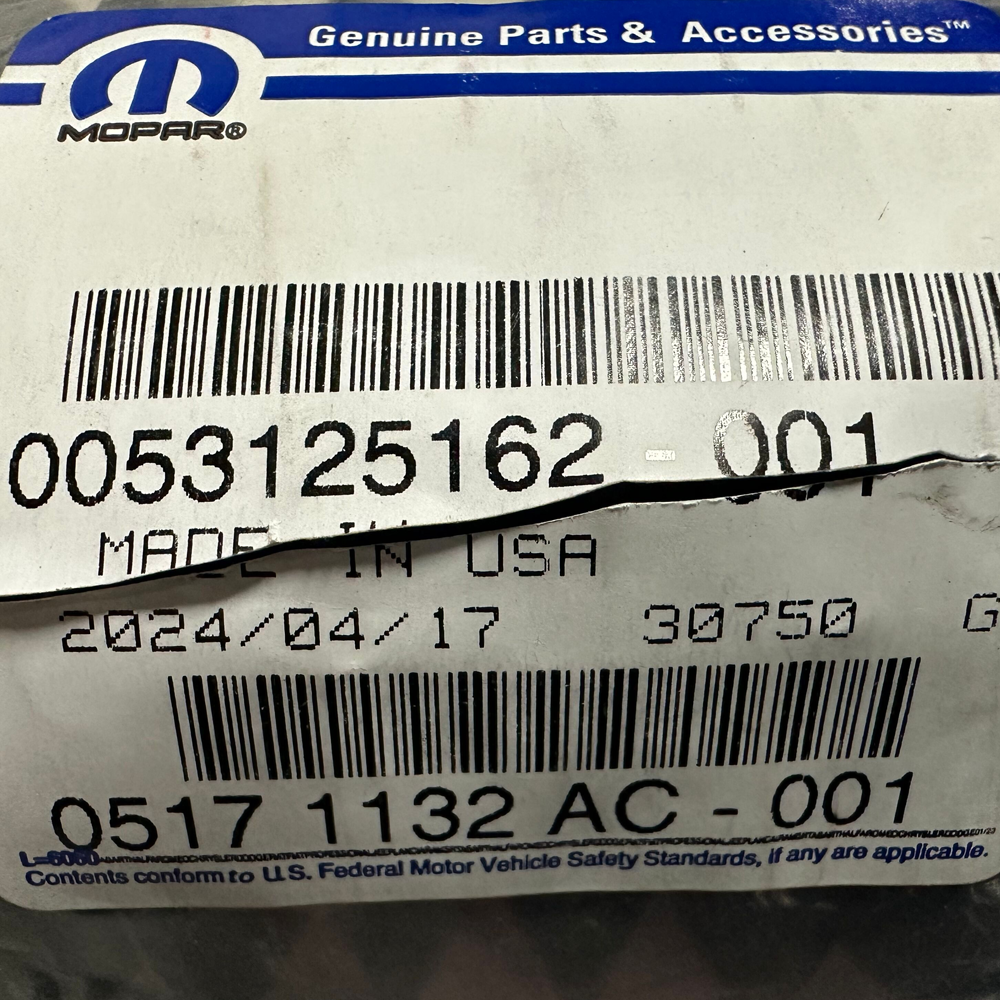 Genuine Parts & Accessories™
MOPAR®
0053125162 - 001
MADE IN USA
2024/04/17 30750 G
0517 1132 AC - 001
L=6060
Contents conform to U.S. Federal Motor Vehicle Safety Standards, if any are applicable.